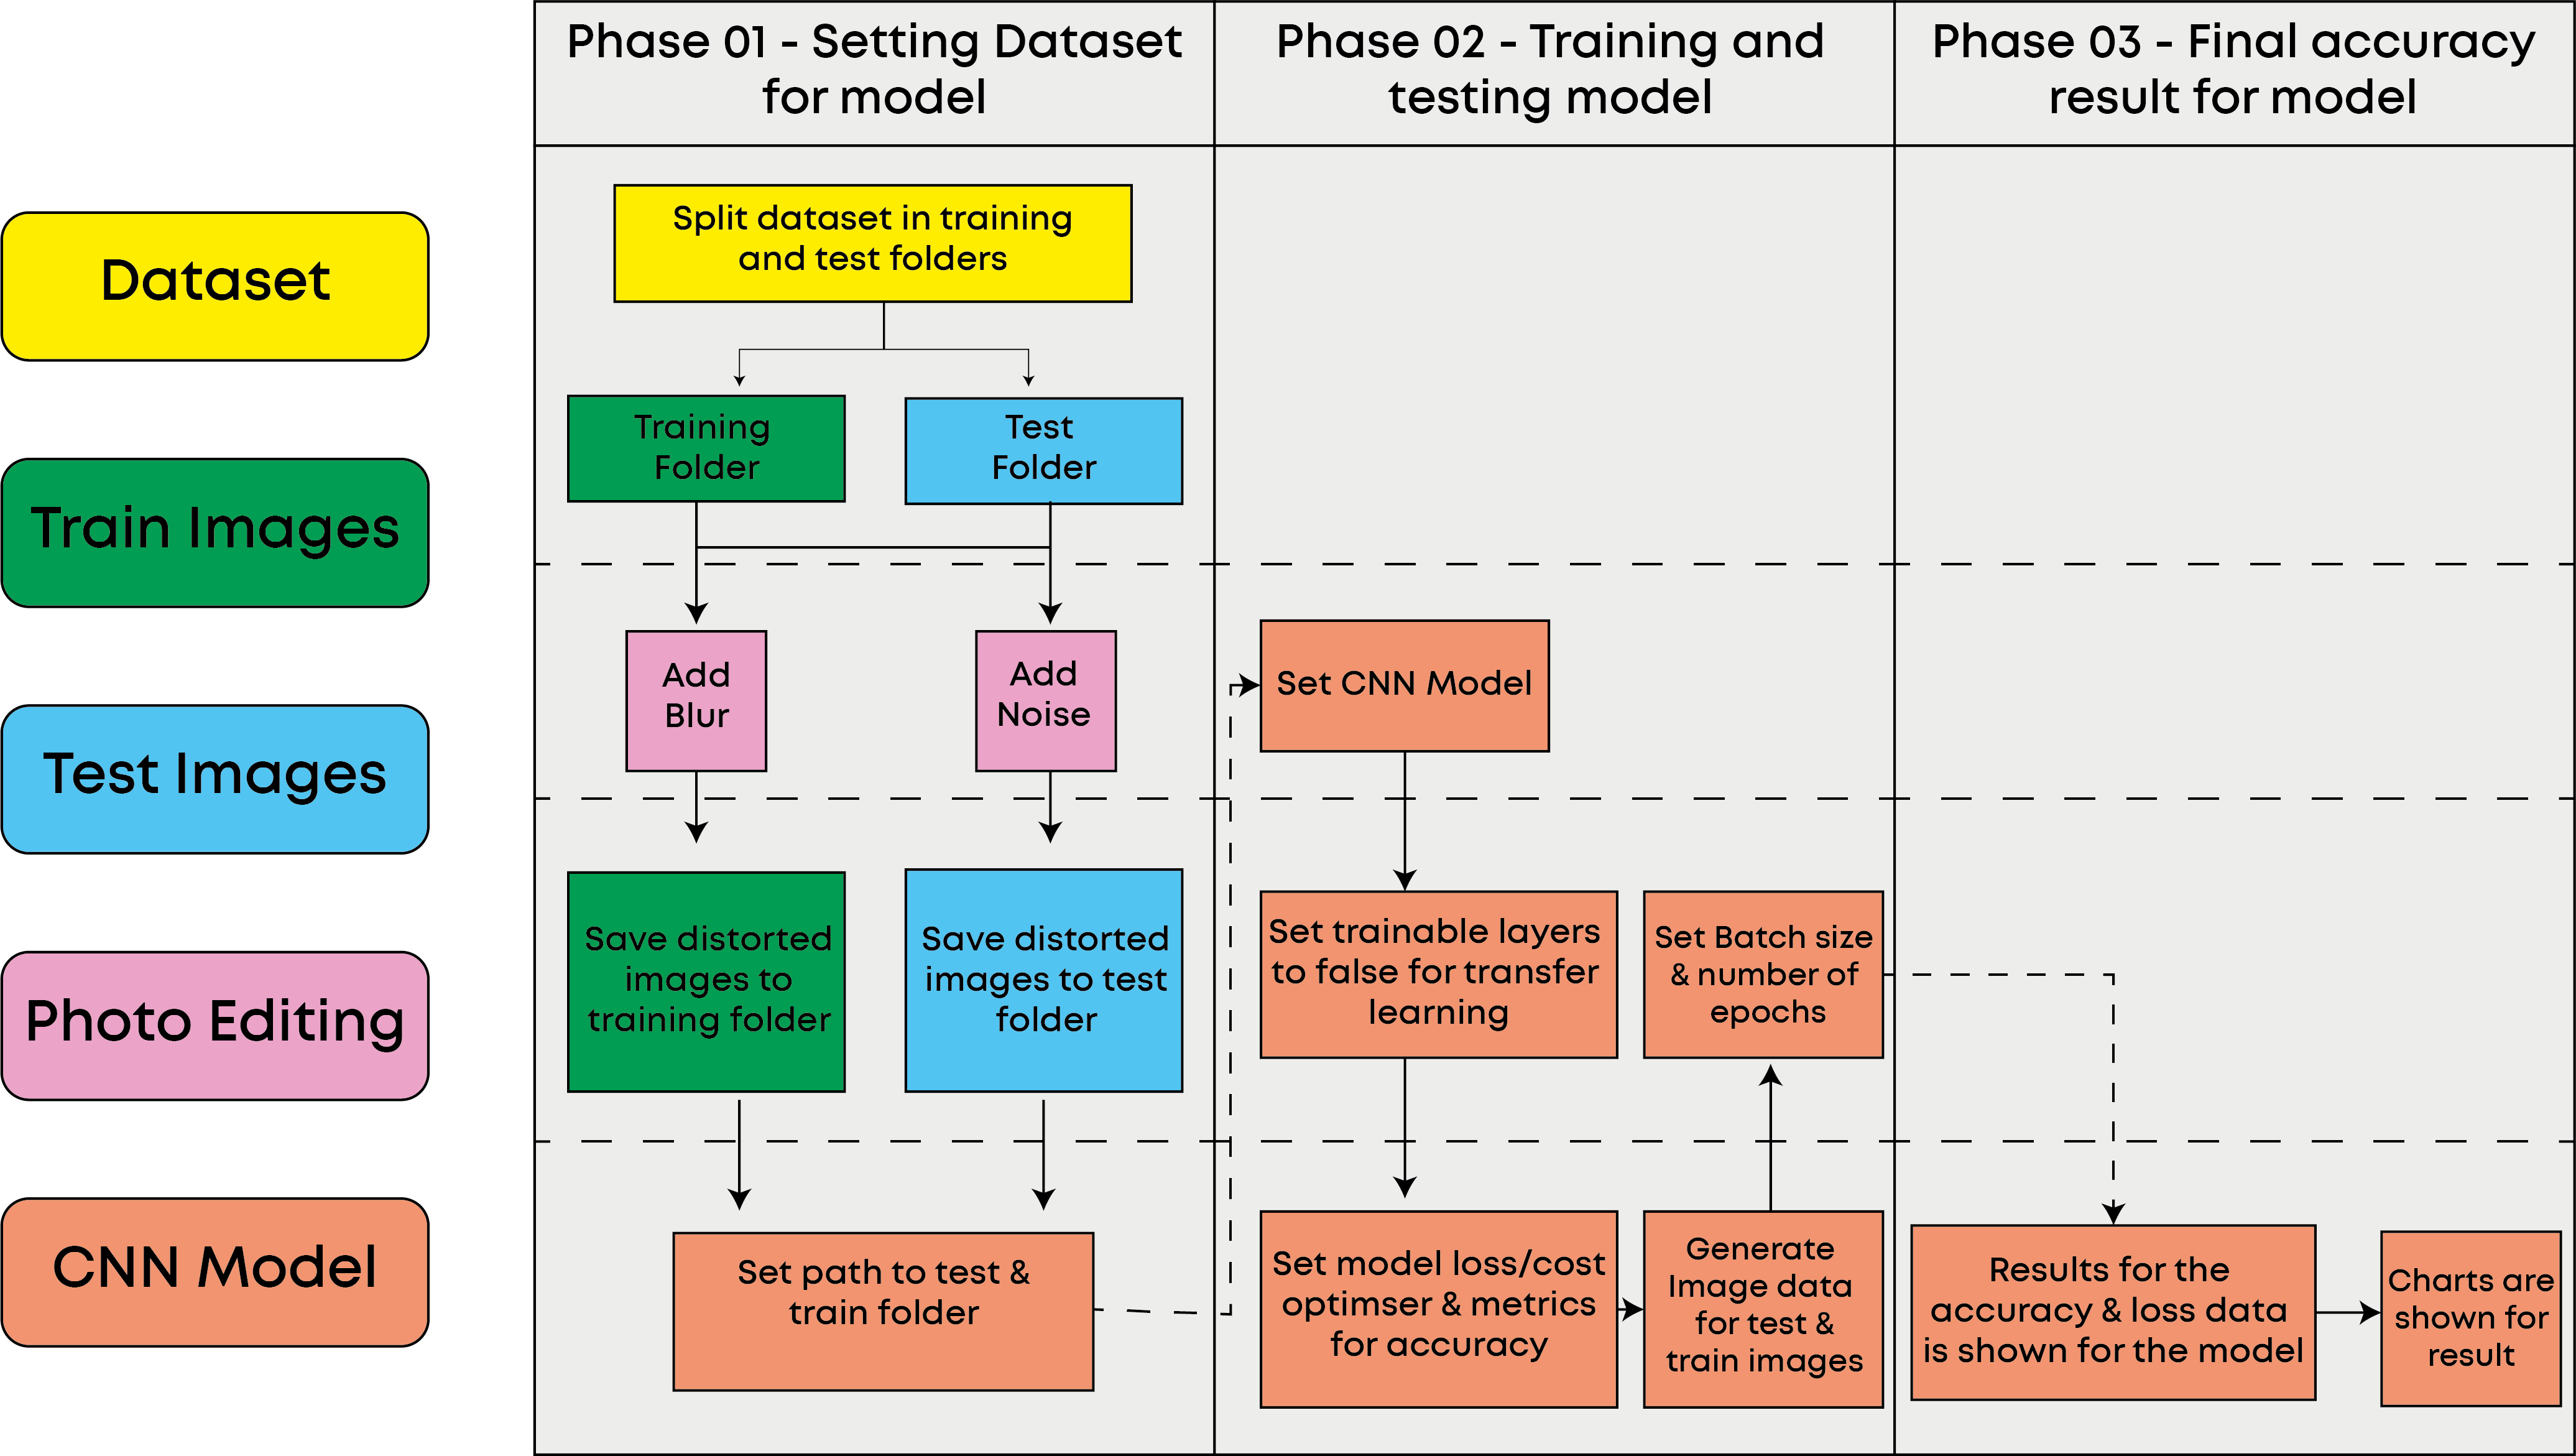 Phase 01 - Setting Dataset
for model
Phase 02 - Training and
testing model
Phase 03 - Final accuracy
result for model
Dataset
Train Images
Test Images
Photo Editing
CNN Model
Split dataset in training
and test folders
Training
Folder
Test
Folder
Add
Blur
Add
Noise
Save distorted
images to
training folder
Save distorted
images to test
folder
Set path to test &
train folder
Set CNN Model
Set trainable layers
to false for transfer
learning
Set model loss/cost
optimser & metrics
for accuracy
Generate
Image data
for test &
train images
Set Batch size
& number of
epochs
Results for the
accuracy & loss data
is shown for the model
Charts are
shown for
result